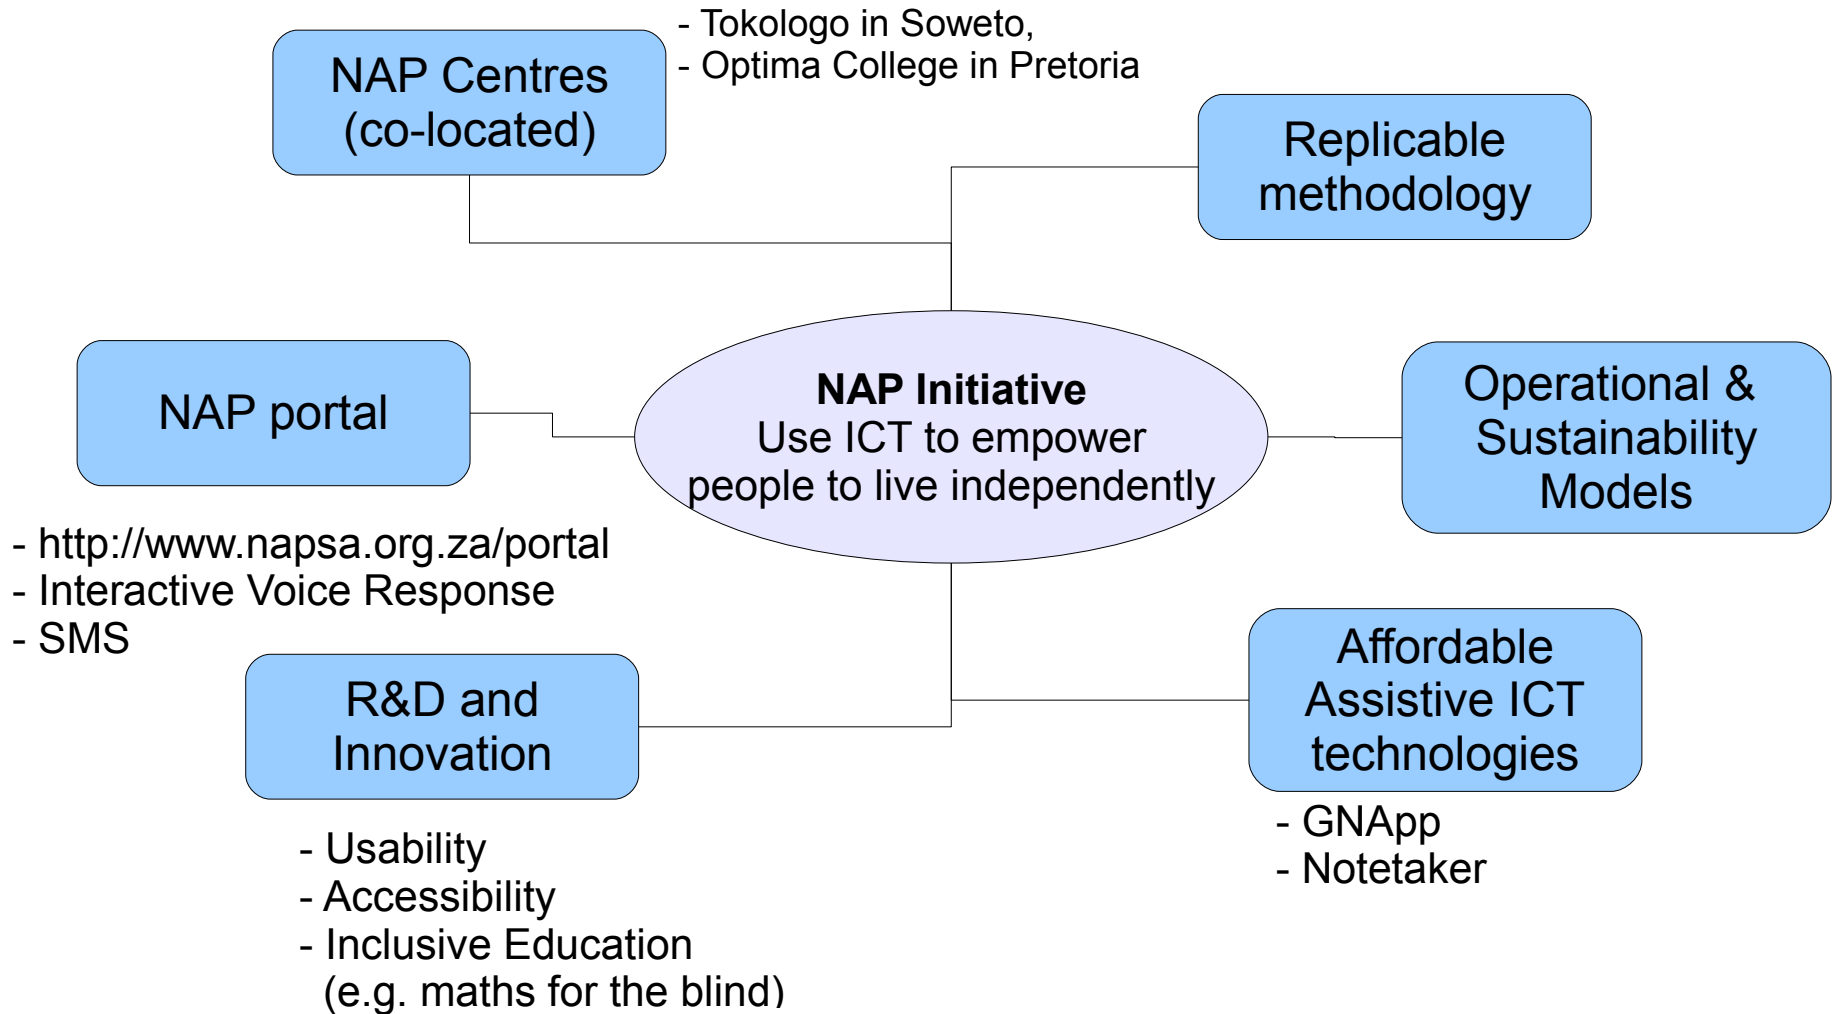 - Tokologo in Soweto,
- Optima College in Pretoria
NAP Centres
(co-located)
Replicable
methodology
NAP portal
NAP Initiative
Use ICT to empower
people to live independently
Operational &
Sustainability
Models
- http://www.napsa.org.za/portal
- Interactive Voice Response
- SMS
R&D and
Innovation
Affordable
Assistive ICT
technologies
- GNApp
- Notetaker
- Usability
- Accessibility
- Inclusive Education
(e.g. maths for the blind)